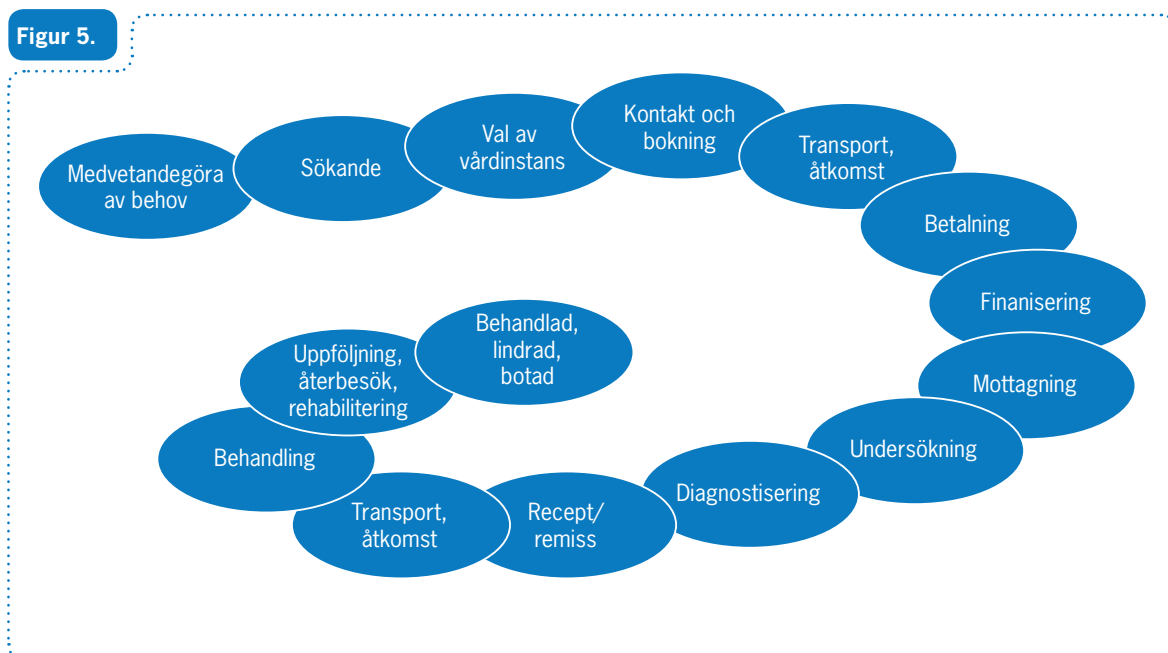 Figur 5.
Medvetandegöra
av behov
Sökande
Val av
vårdinstans
Kontakt och
bokning
Transport,
åtkomst
Betalning
Finanisering
Mottagning
Undersökning
Diagnostisering
Recept/
remiss
Transport,
åtkomst
Behandling
Uppföljning,
återbesök,
rehabilitering
Behandlad,
lindrad,
botad